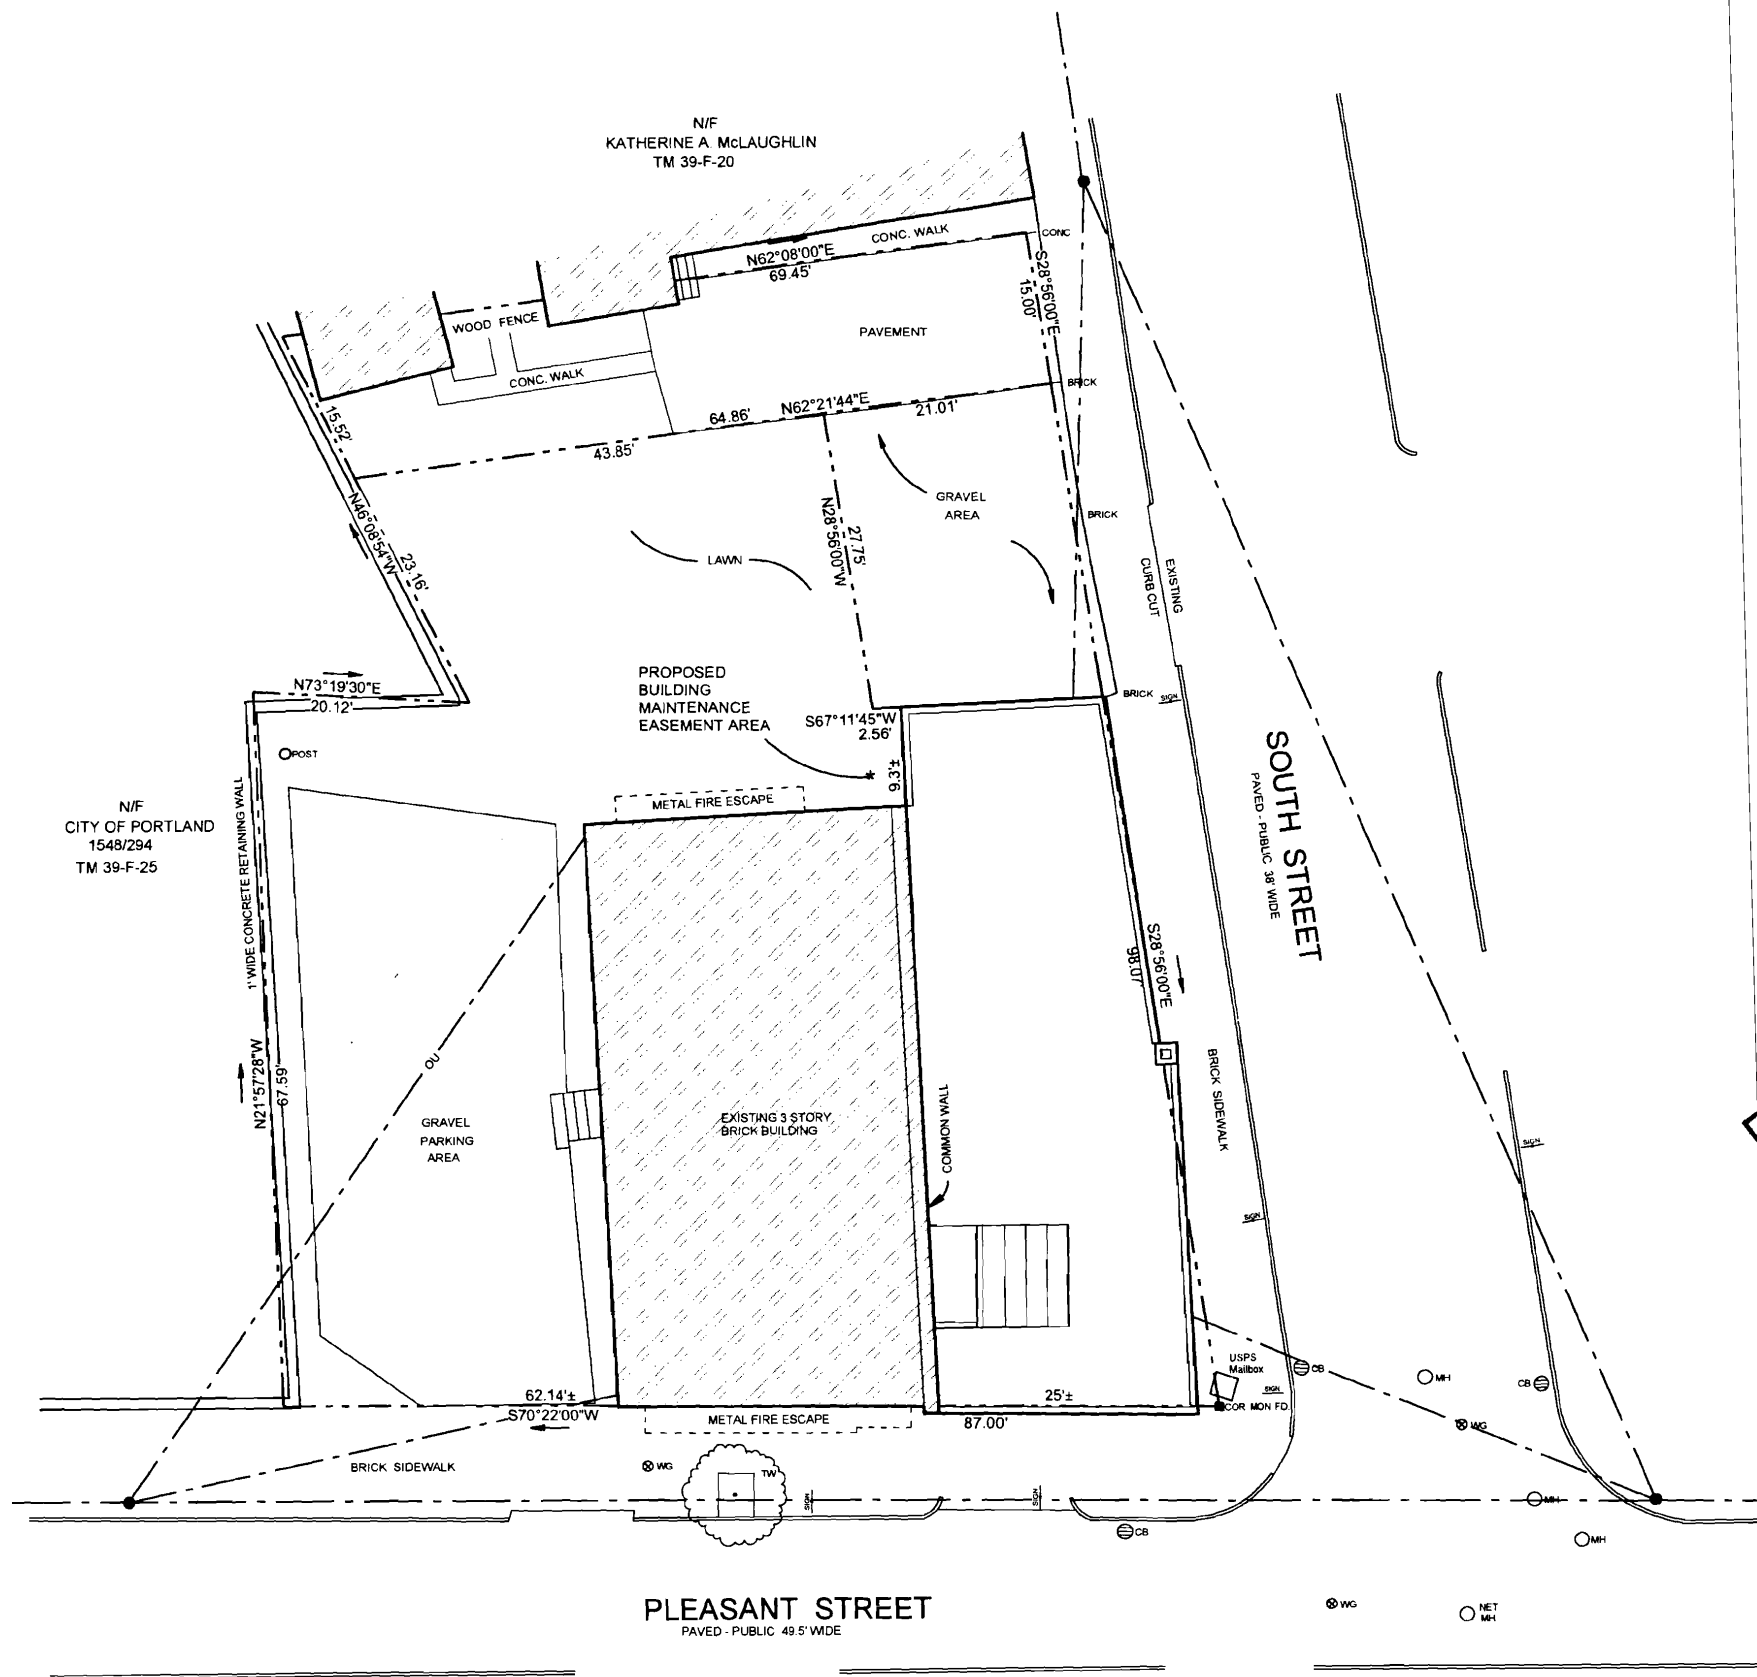 N/F
KATHERINE A. McLAUGHLIN
TM 39-F-20
CONC. WALK
CONC
N62°08'00"E
69.45'
S28°56'00"E
15.00'
WOOD FENCE
PAVEMENT
CONC. WALK
BRICK
15.52'
64.86'
N62°21'44"E
21.01'
43.85'
GRAVEL
AREA
BRICK
N46°08'54"W
23.16'
N28°56'00"W
27.75'
LAWN
EXISTING
CURB CUT
PROPOSED
BUILDING
MAINTENANCE
EASEMENT AREA
N73°19'30"E
20.12'
BRICK
SIGN
S67°11'45"W
2.56'
POST
*
9.3'±
SOUTH STREET
PAVED - PUBLIC 38' WIDE
METAL FIRE ESCAPE
N/F
CITY OF PORTLAND
1548/294
TM 39-F-25
1' WIDE CONCRETE RETAINING WALL
S28°56'00"E
98.07'
OU
N21°57'28"W
67.59'
GRAVEL
PARKING
AREA
EXISTING 3 STORY
BRICK BUILDING
COMMON WALL
BRICK SIDEWALK
SIGN
SIGN
USPS
Mailbox
CB
MH
CB
SIGN
62.14'±
25'±
COR MON FD.
S70°22'00"W
METAL FIRE ESCAPE
87.00'
WG
BRICK SIDEWALK
WG
TW
SIGN
SIGN
MH
CB
MH
PLEASANT STREET
PAVED - PUBLIC 49.5' WIDE
WG
NET
MH